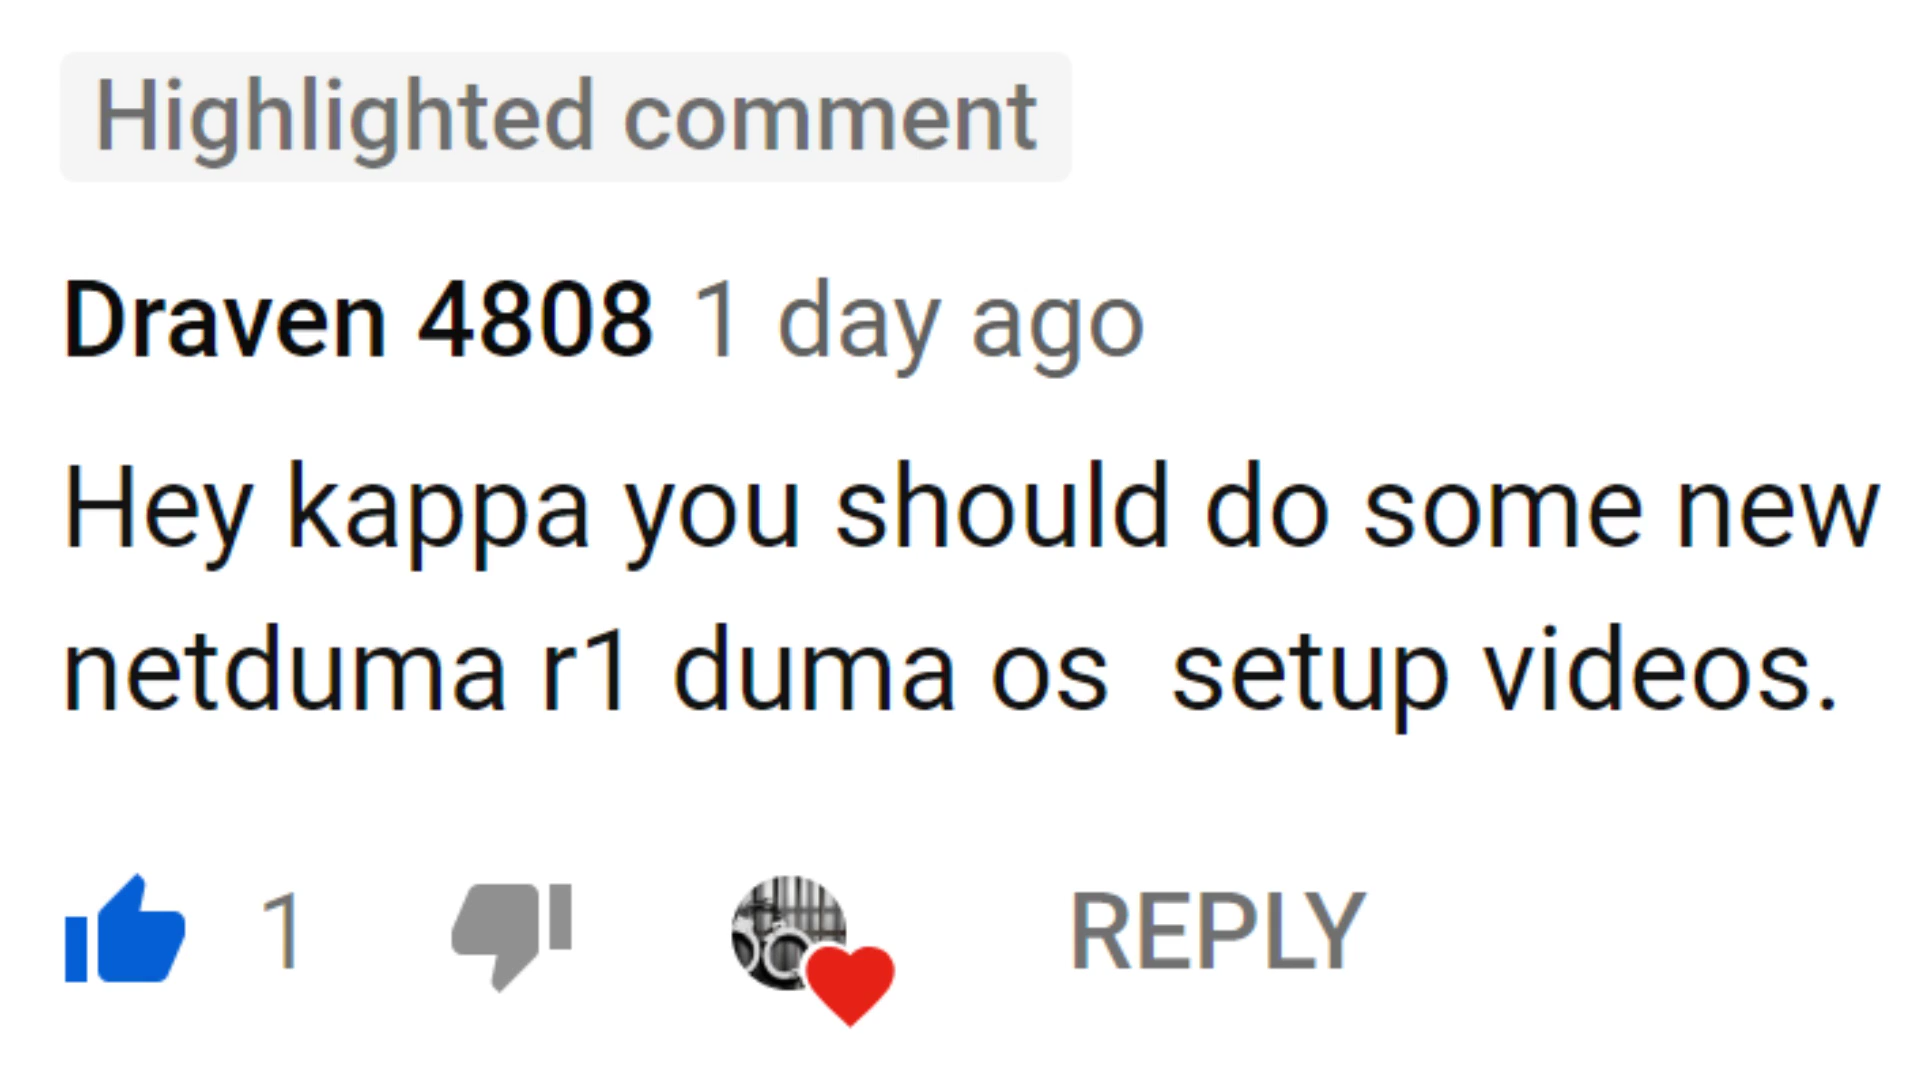 Highlighted comment
Draven 4808 1 day ago
Hey kappa you should do some new
netduma r1 duma os  setup videos.
1 REPLY